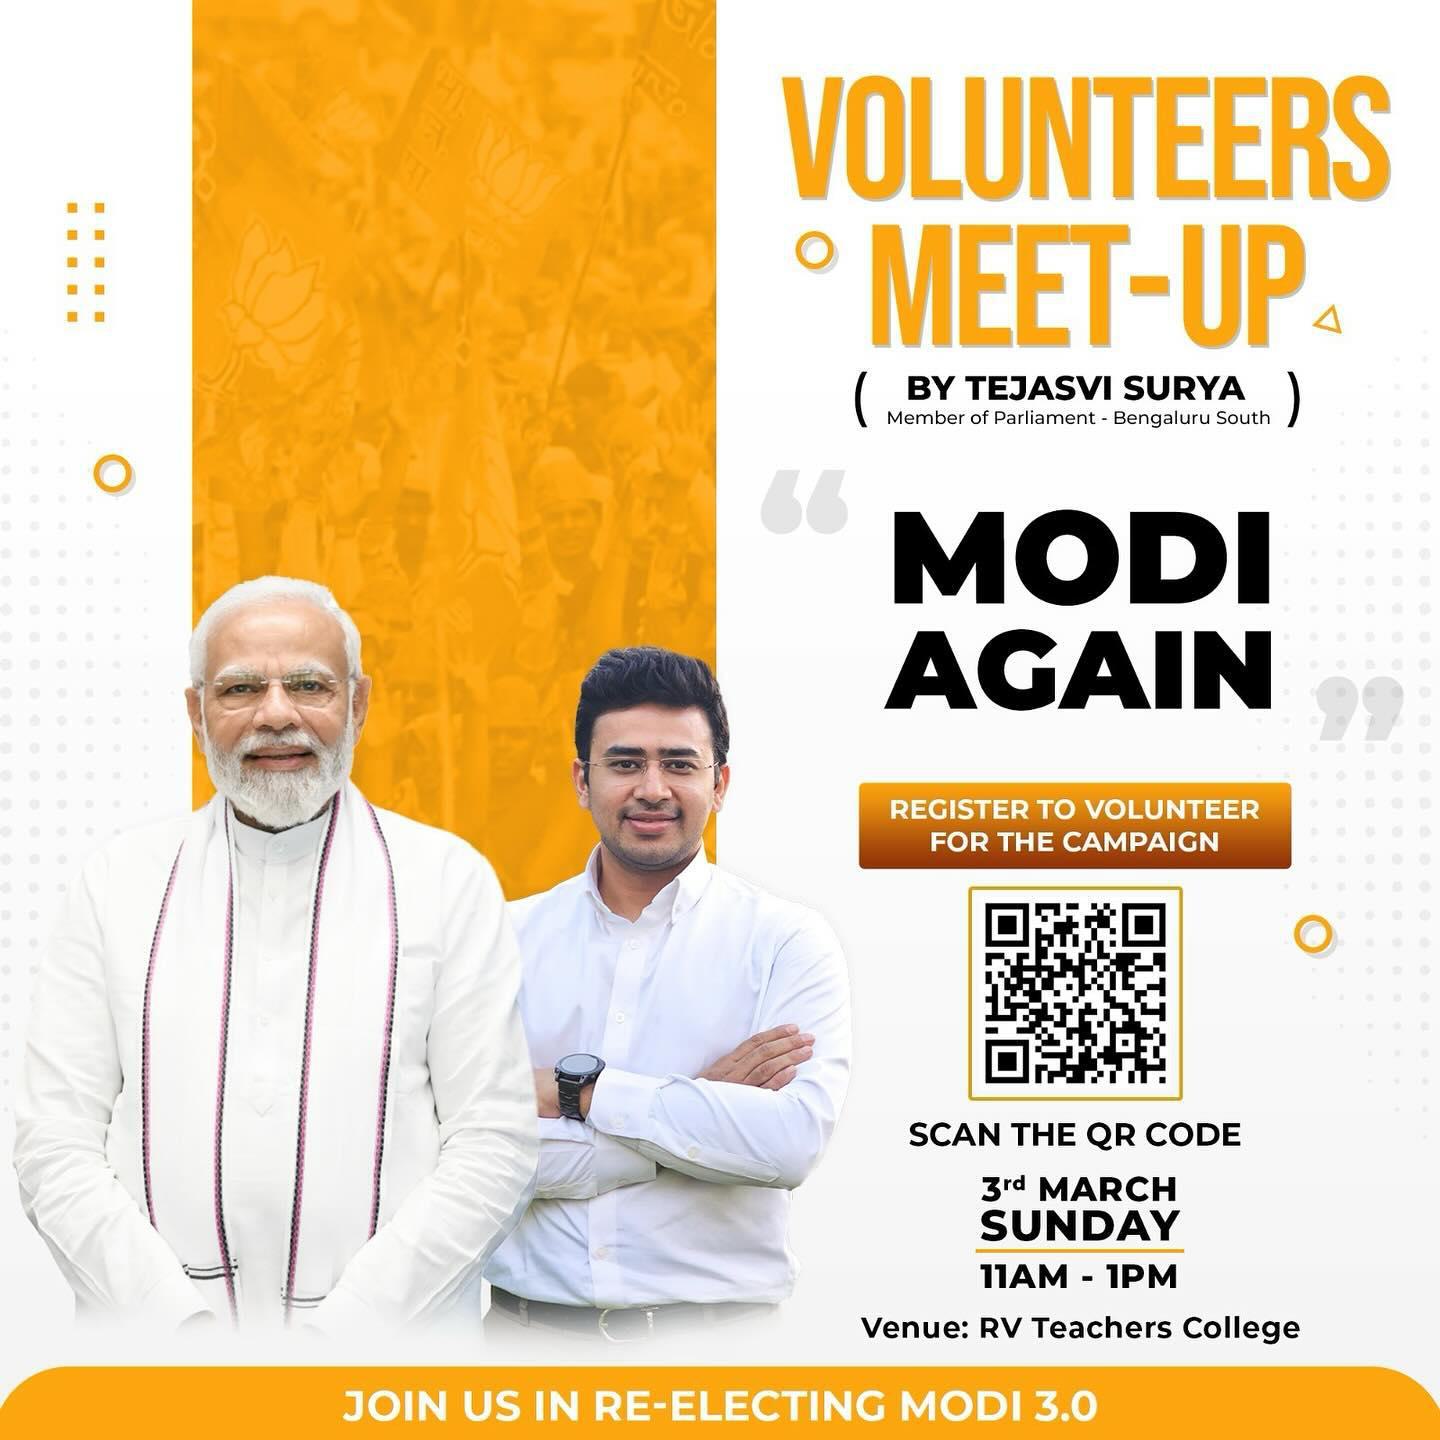 VOLUNTEERS
MEET-UP
( BY TEJASVI SURYA )
Member of Parliament - Bengaluru South
“ MODI
AGAIN ”
REGISTER TO VOLUNTEER
FOR THE CAMPAIGN
SCAN THE QR CODE
3rd MARCH
SUNDAY
11AM - 1PM
Venue: RV Teachers College
JOIN US IN RE-ELECTING MODI 3.0